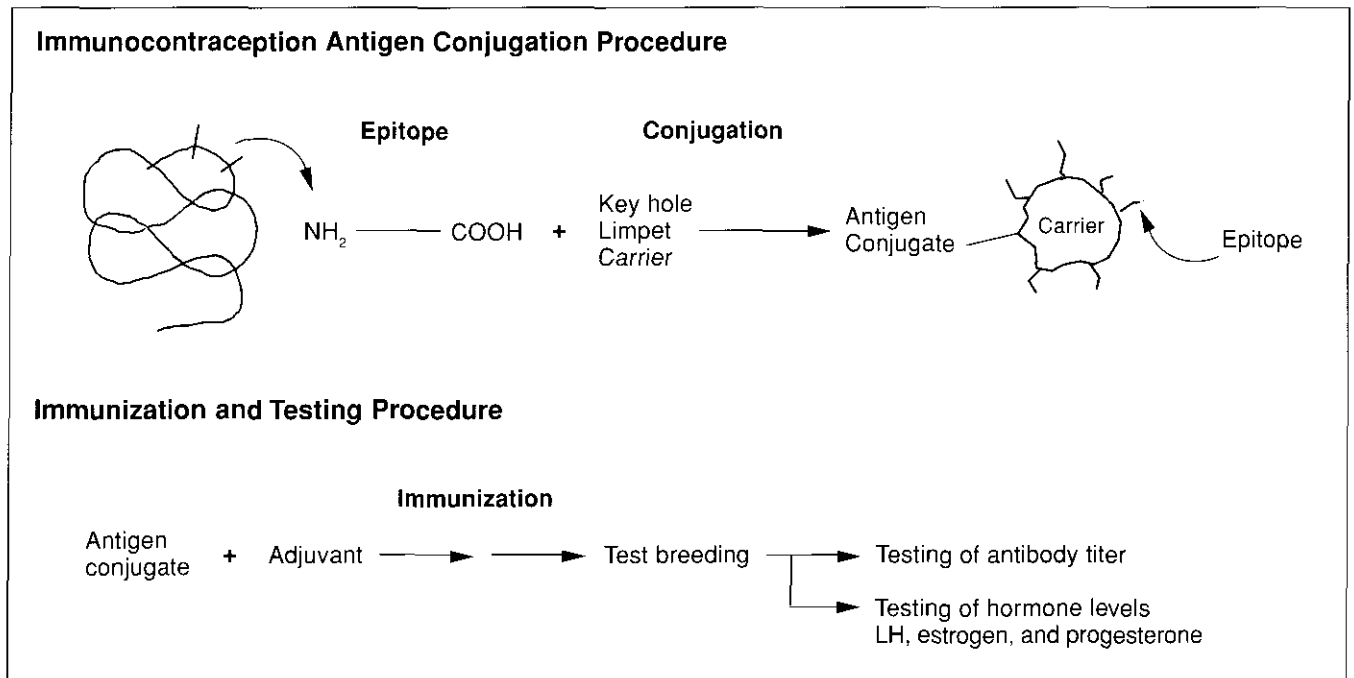 Immunocontraception Antigen Conjugation Procedure
Epitope
Conjugation
NH₂ COOH +
Key hole
Limpet
Carrier
Antigen
Conjugate
Carrier
Epitope
Immunization and Testing Procedure
Immunization
Antigen
conjugate
+ Adjuvant
Test breeding
Testing of antibody titer
Testing of hormone levels
LH, estrogen, and progesterone